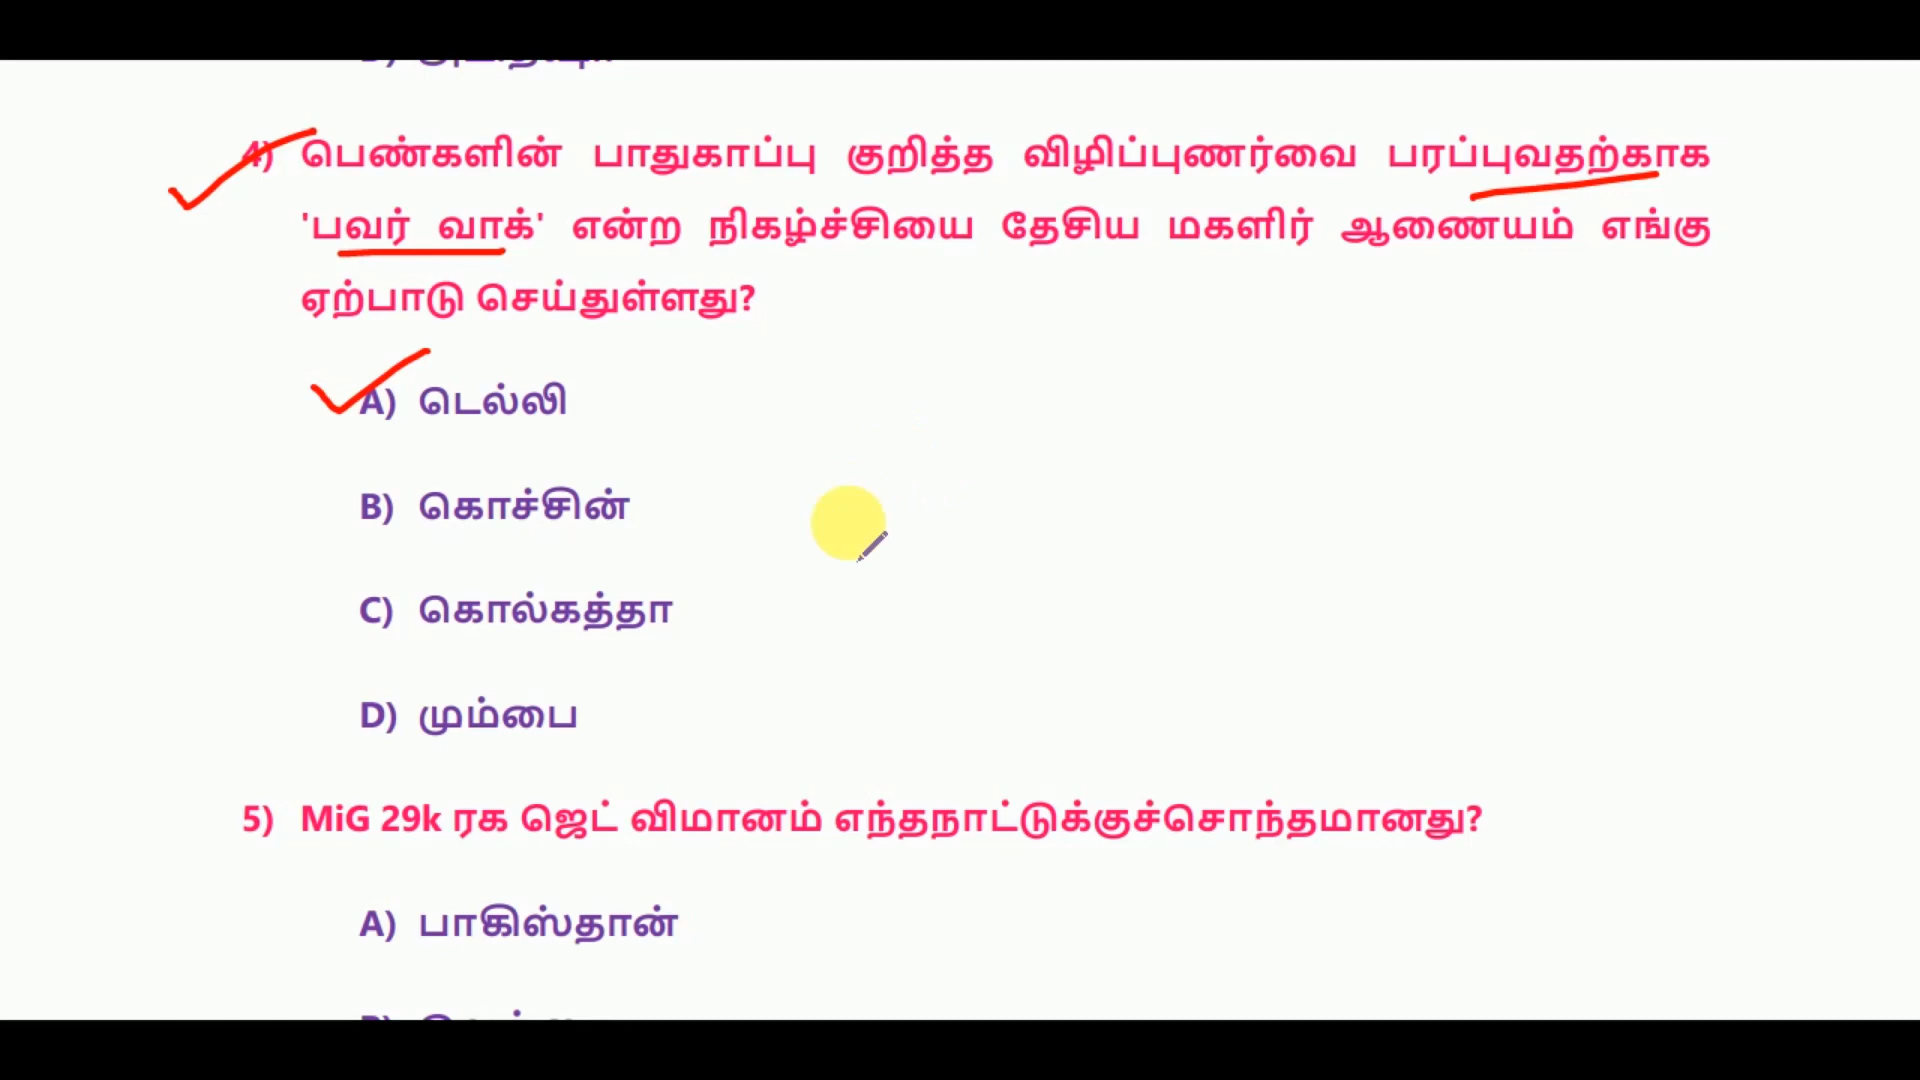 4) பெண்களின் பாதுகாப்பு குறித்த விழிப்புணர்வை பரப்புவதற்காக
'பவர் வாக்' என்ற நிகழ்ச்சியை தேசிய மகளிர் ஆணையம் எங்கு
ஏற்பாடு செய்துள்ளது?
A) டெல்லி
B) கொச்சின்
C) கொல்கத்தா
D) மும்பை
5) MiG 29k ரக ஜெட் விமானம் எந்தநாட்டுக்குச்சொந்தமானது?
A) பாகிஸ்தான்